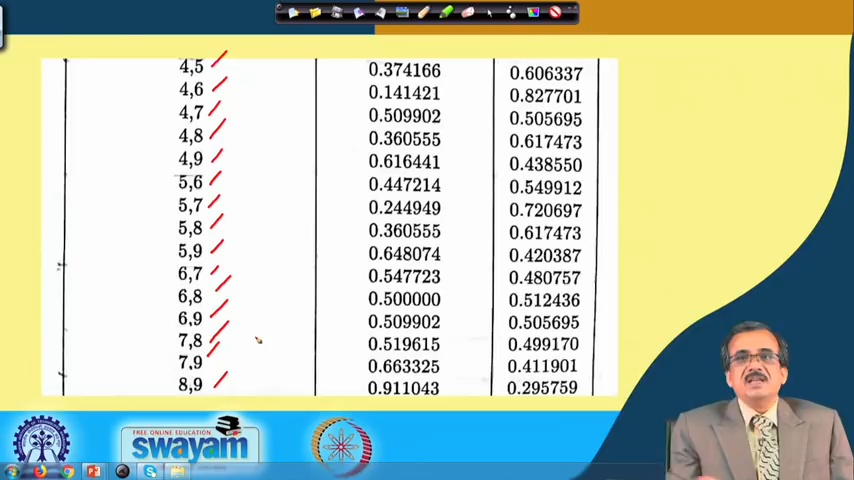 4,5 0.374166 0.606337
4,6 0.141421 0.827701
4,7 0.509902 0.505695
4,8 0.360555 0.617473
4,9 0.616441 0.438550
5,6 0.447214 0.549912
5,7 0.244949 0.720697
5,8 0.360555 0.617473
5,9 0.648074 0.420387
6,7 0.547723 0.480757
6,8 0.500000 0.512436
6,9 0.509902 0.505695
7,8 0.519615 0.499170
7,9 0.663325 0.411901
8,9 0.911043 0.295759
FREE ONLINE EDUCATION
swayam